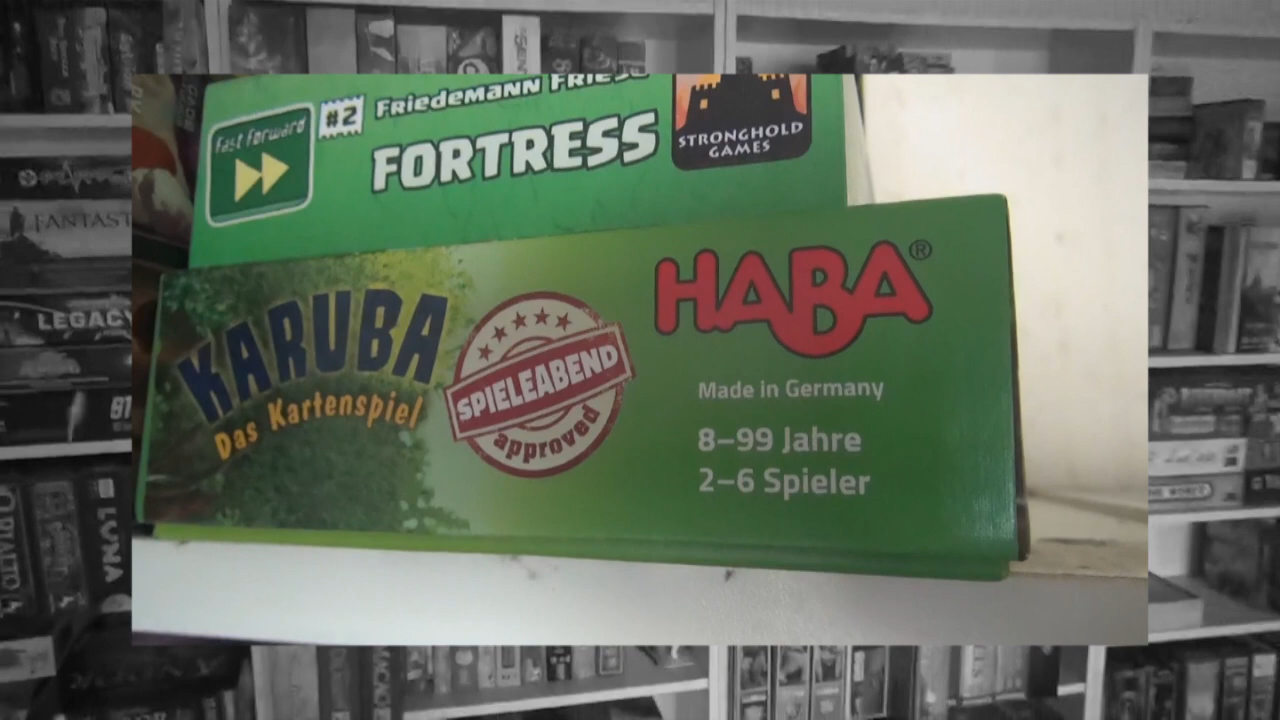 Fast Forward
#2
Friedemann Friese
FORTRESS
STRONGHOLD
GAMES
KARUBA
Das Kartenspiel
SPIELEABEND
approved
HABA®
Made in Germany
8–99 Jahre
2–6 Spieler
FANTAST
LEGACY
LUNA